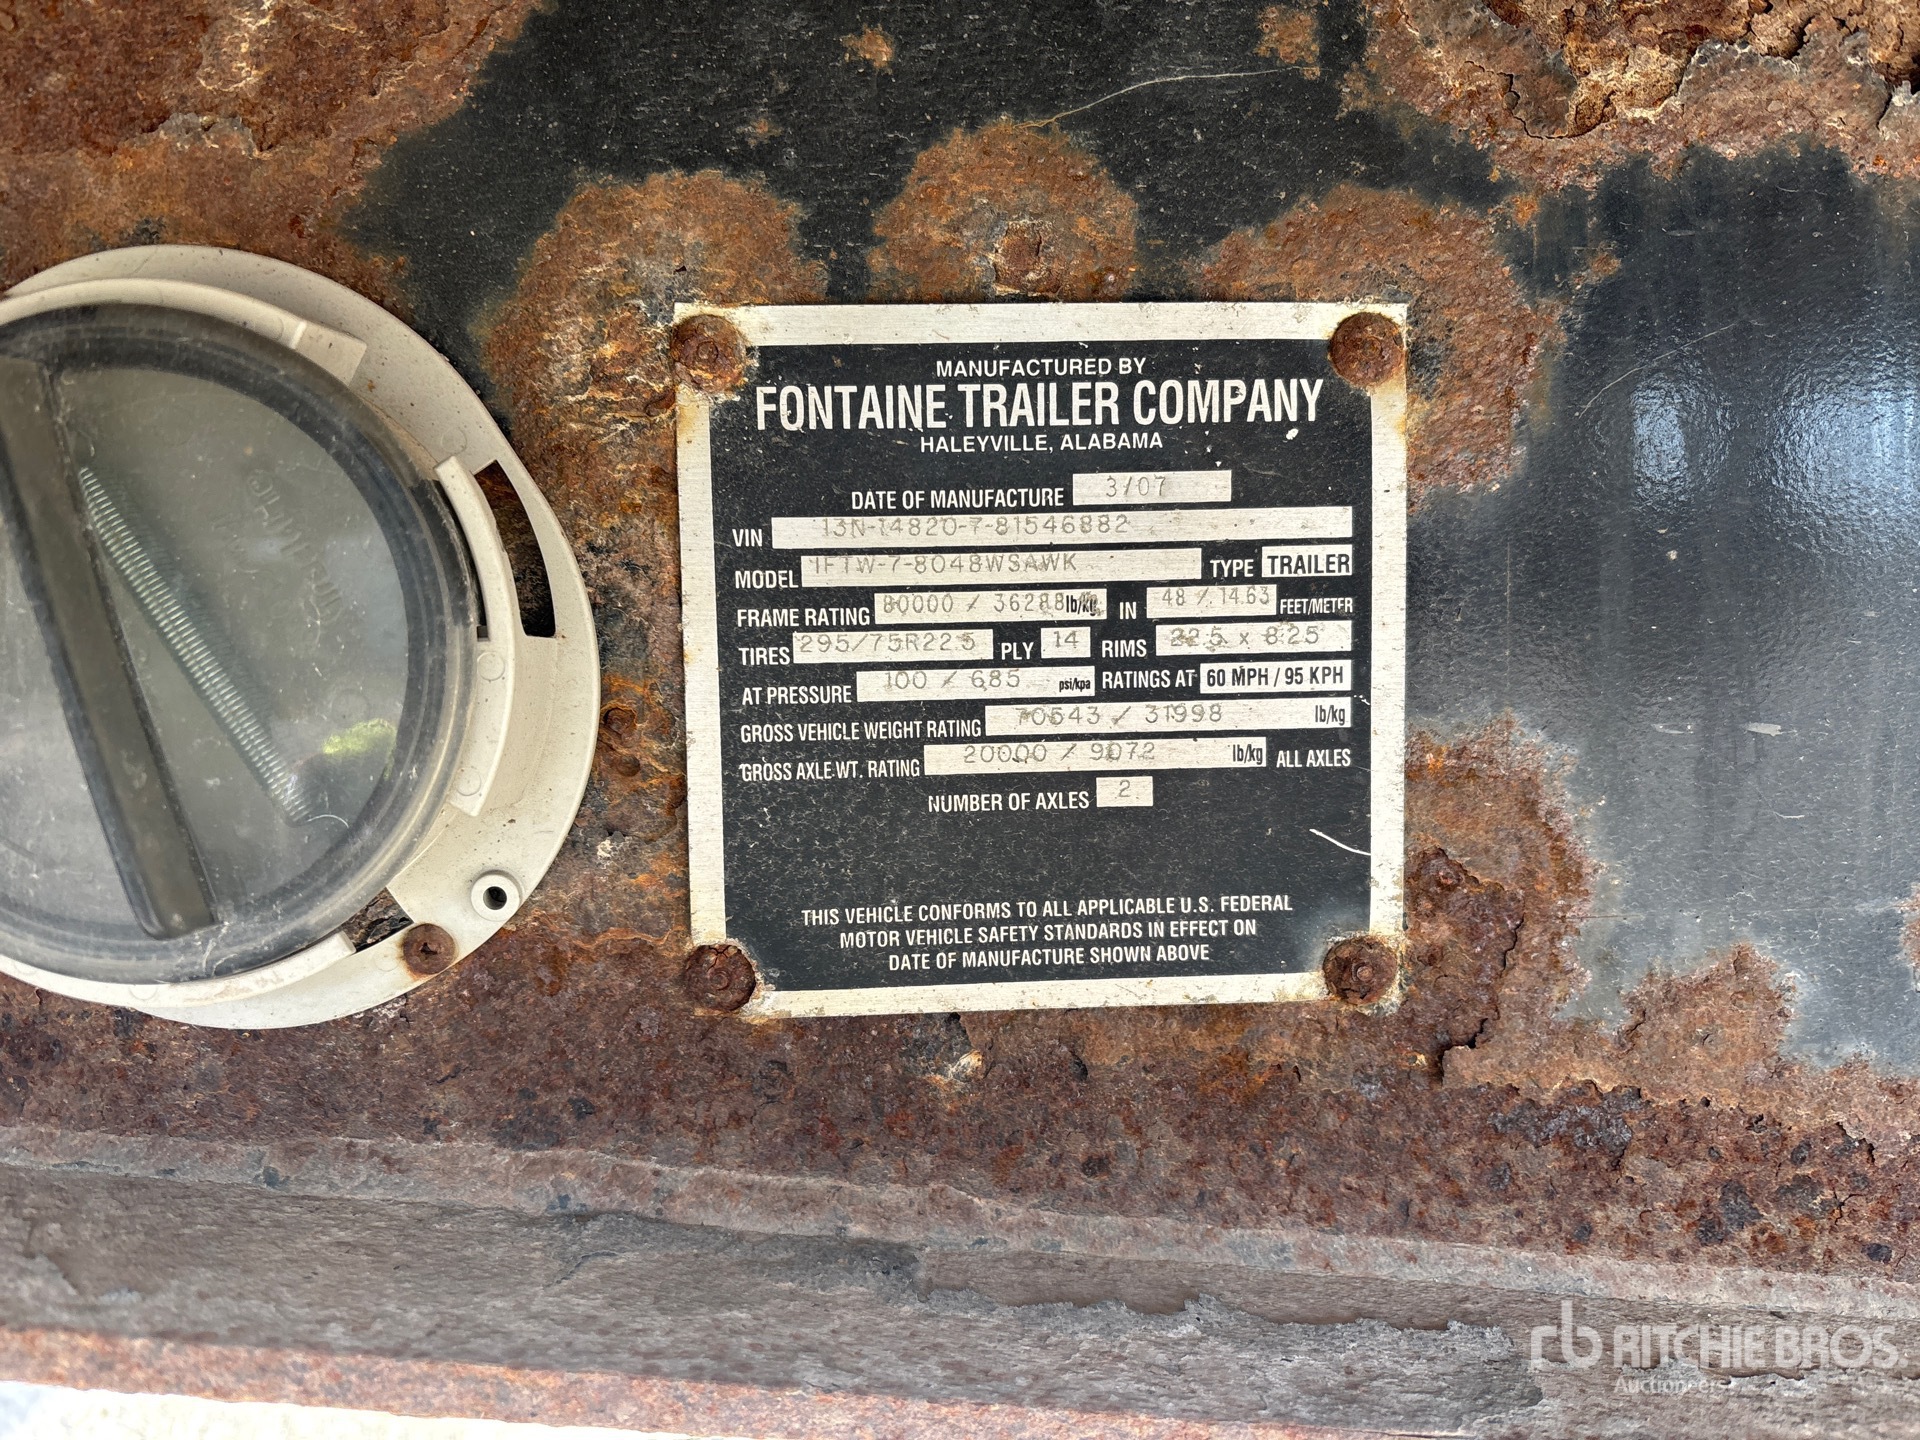 MANUFACTURED BY
FONTAINE TRAILER COMPANY
HALEYVILLE, ALABAMA
DATE OF MANUFACTURE 3/07
VIN 13N-14820-7-81546882
MODEL IFTW-7-8048WSAWK TYPE TRAILER
FRAME RATING 80000 / 36288 lb/kg IN 48 / 14.63 FEET/METER
TIRES 295/75R22.5 PLY 14 RIMS 22.5 x 8.25
AT PRESSURE 100 / 685 psi/kpa RATINGS AT 60 MPH / 95 KPH
GROSS VEHICLE WEIGHT RATING 70543 / 31998 lb/kg
GROSS AXLE WT. RATING 20000 / 9072 lb/kg ALL AXLES
NUMBER OF AXLES 2
THIS VEHICLE CONFORMS TO ALL APPLICABLE U.S. FEDERAL
MOTOR VEHICLE SAFETY STANDARDS IN EFFECT ON
DATE OF MANUFACTURE SHOWN ABOVE
rb RITCHIE BROS.
Auctioneers